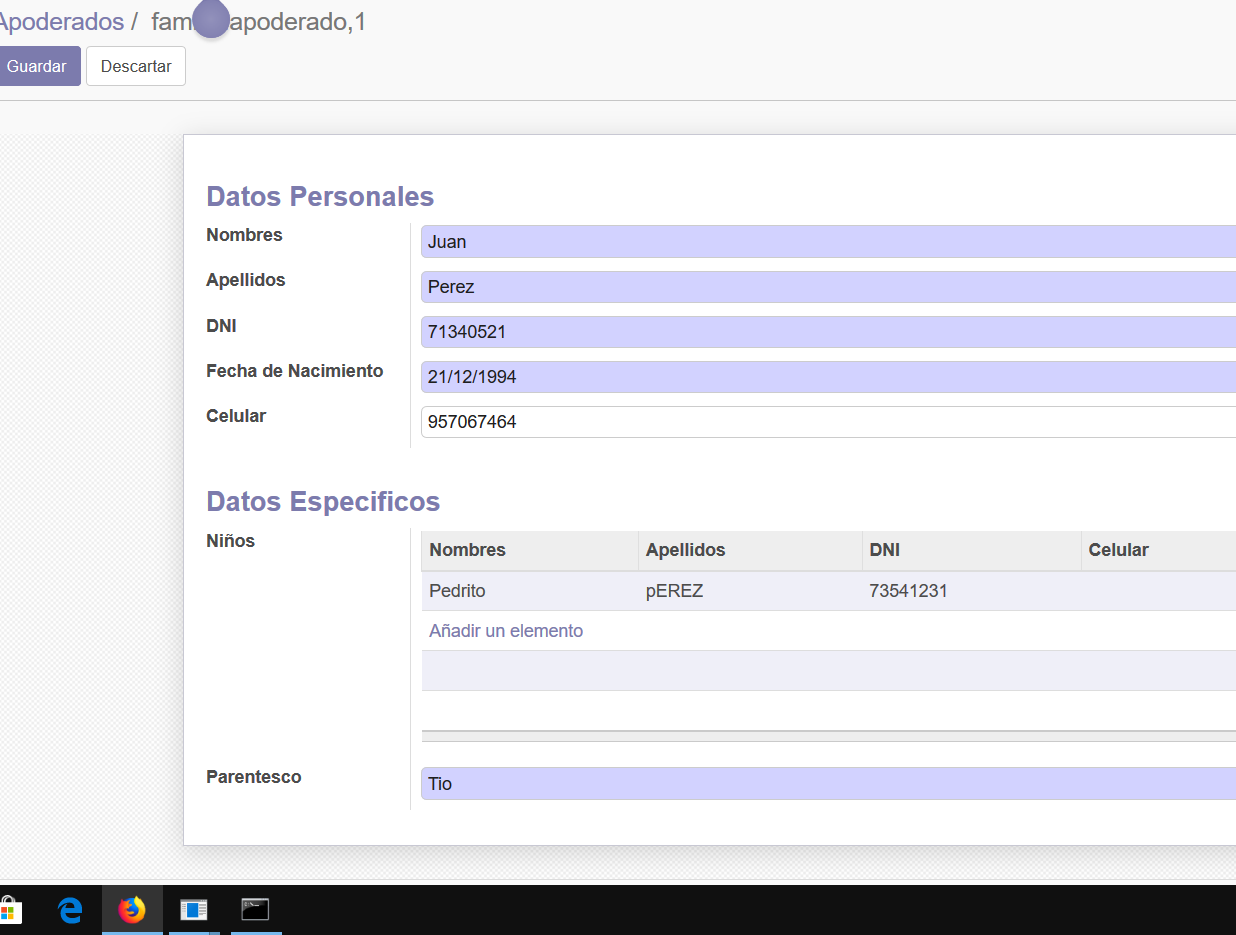 Apoderados / fam apoderado,1
Guardar Descartar
Datos Personales
Nombres Juan
Apellidos Perez
DNI 71340521
Fecha de Nacimiento 21/12/1994
Celular 957067464
Datos Especificos
Niños
Nombres Apellidos DNI Celular
Pedrito pEREZ 73541231
Añadir un elemento
Parentesco Tio